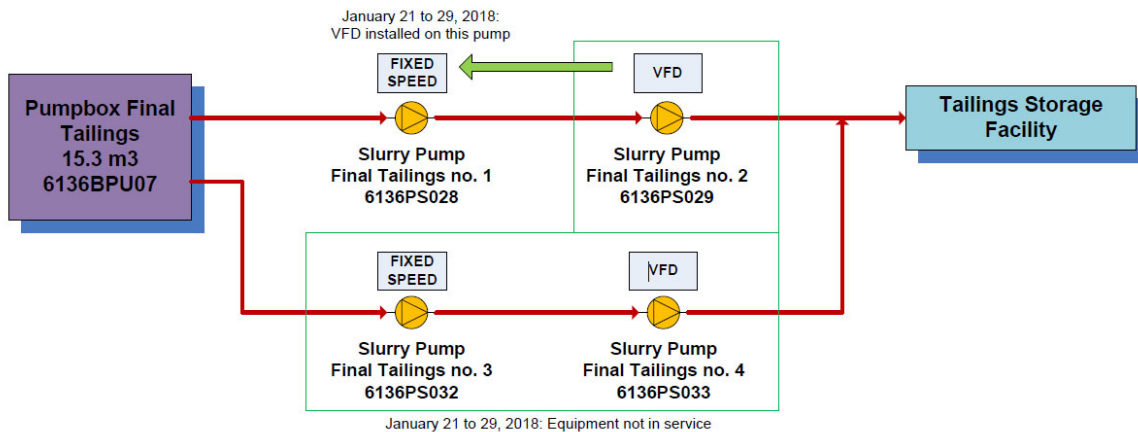 January 21 to 29, 2018:
VFD installed on this pump
FIXED
SPEED
VFD
Pumpbox Final
Tailings
15.3 m3
6136BPU07
Tailings Storage
Facility
Slurry Pump
Final Tailings no. 1
6136PS028
Slurry Pump
Final Tailings no. 2
6136PS029
FIXED
SPEED
VFD
Slurry Pump
Final Tailings no. 3
6136PS032
Slurry Pump
Final Tailings no. 4
6136PS033
January 21 to 29, 2018: Equipment not in service